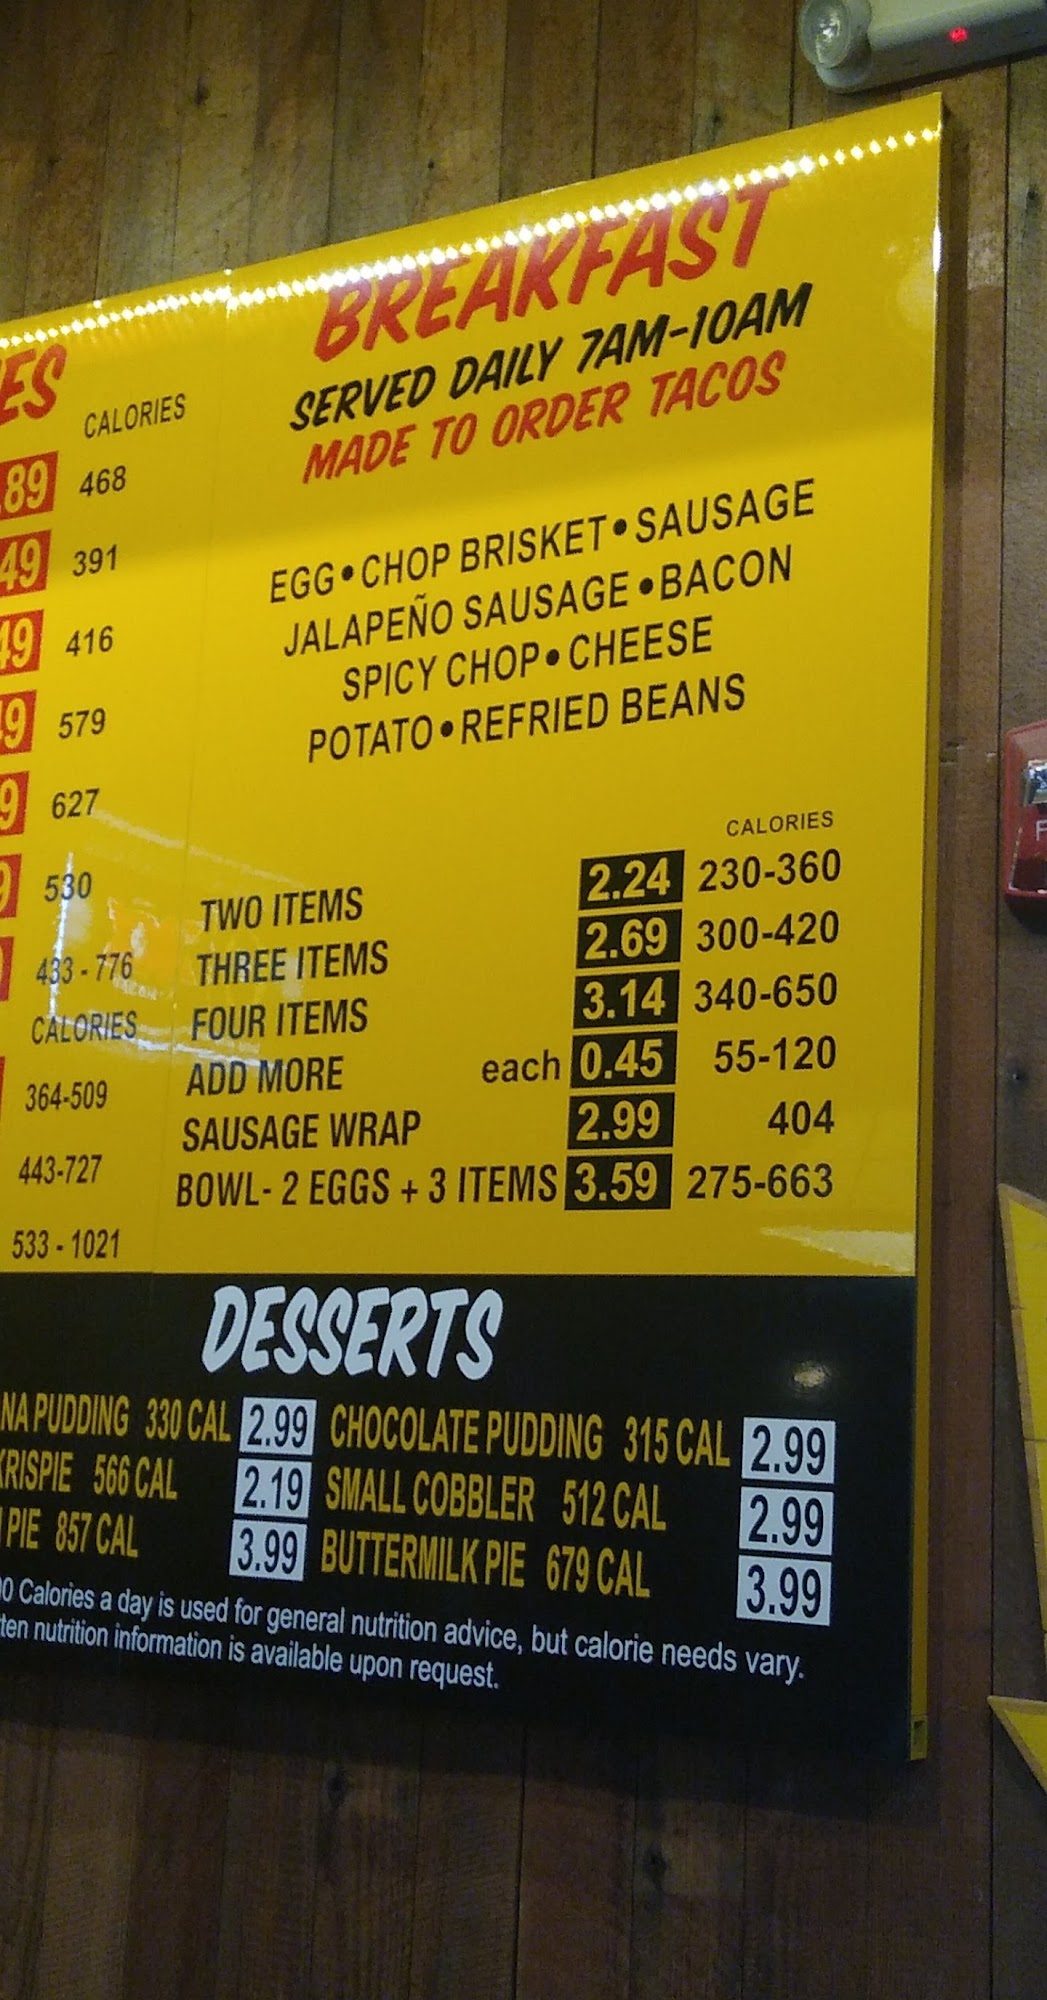 CALORIES
.89 468
49 391
49 416
49 579
9 627
9 530
433 - 776
CALORIES
364-509
443-727
533 - 1021
BREAKFAST
SERVED DAILY 7AM-10AM
MADE TO ORDER TACOS
EGG • CHOP BRISKET • SAUSAGE
JALAPEÑO SAUSAGE • BACON
SPICY CHOP • CHEESE
POTATO • REFRIED BEANS
CALORIES
TWO ITEMS 2.24 230-360
THREE ITEMS 2.69 300-420
FOUR ITEMS 3.14 340-650
ADD MORE each 0.45 55-120
SAUSAGE WRAP 2.99 404
BOWL- 2 EGGS + 3 ITEMS 3.59 275-663
DESSERTS
NA PUDDING 330 CAL 2.99 CHOCOLATE PUDDING 315 CAL 2.99
KRISPIE 566 CAL 2.19 SMALL COBBLER 512 CAL 2.99
PIE 857 CAL 3.99 BUTTERMILK PIE 679 CAL 3.99
00 Calories a day is used for general nutrition advice, but calorie needs vary.
ten nutrition information is available upon request.